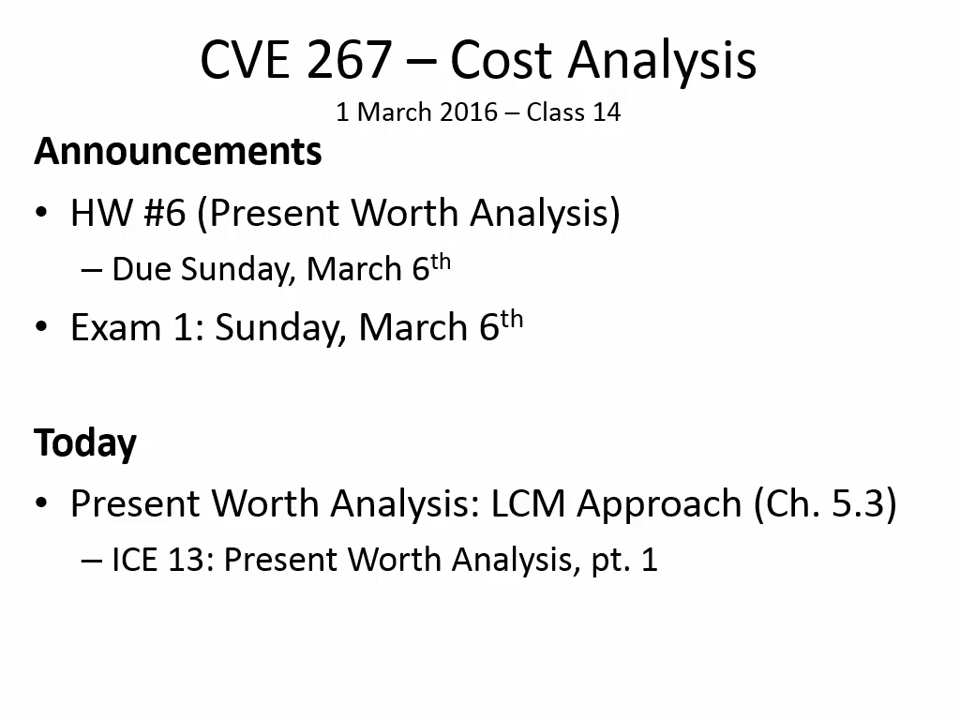 CVE 267 – Cost Analysis
1 March 2016 – Class 14
Announcements
• HW #6 (Present Worth Analysis)
– Due Sunday, March 6th
• Exam 1: Sunday, March 6th
Today
• Present Worth Analysis: LCM Approach (Ch. 5.3)
– ICE 13: Present Worth Analysis, pt. 1